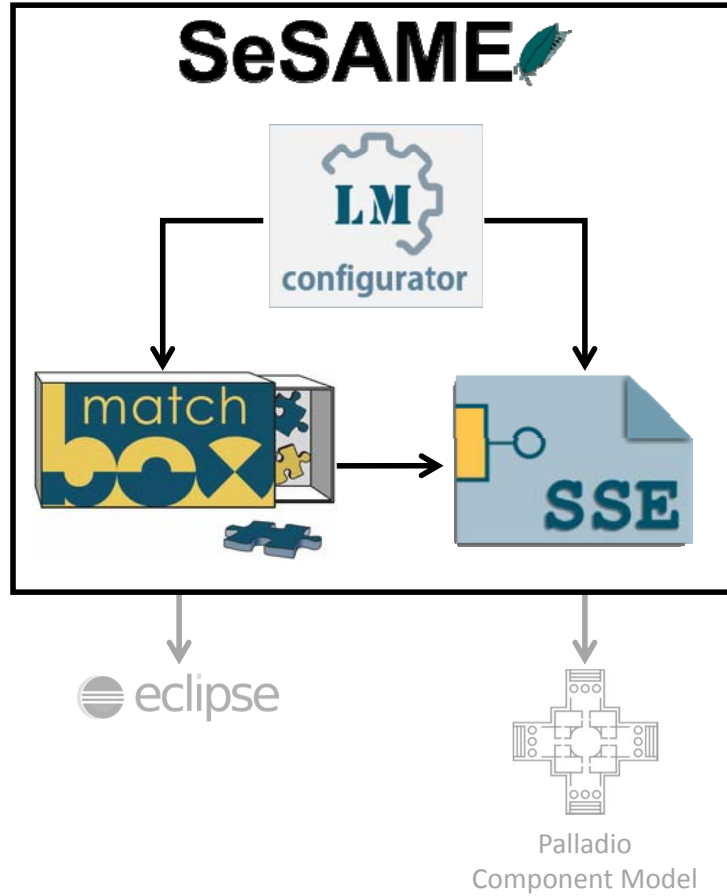 SeSAME
LM
configurator
match
box
SSE
eclipse
Palladio
Component Model